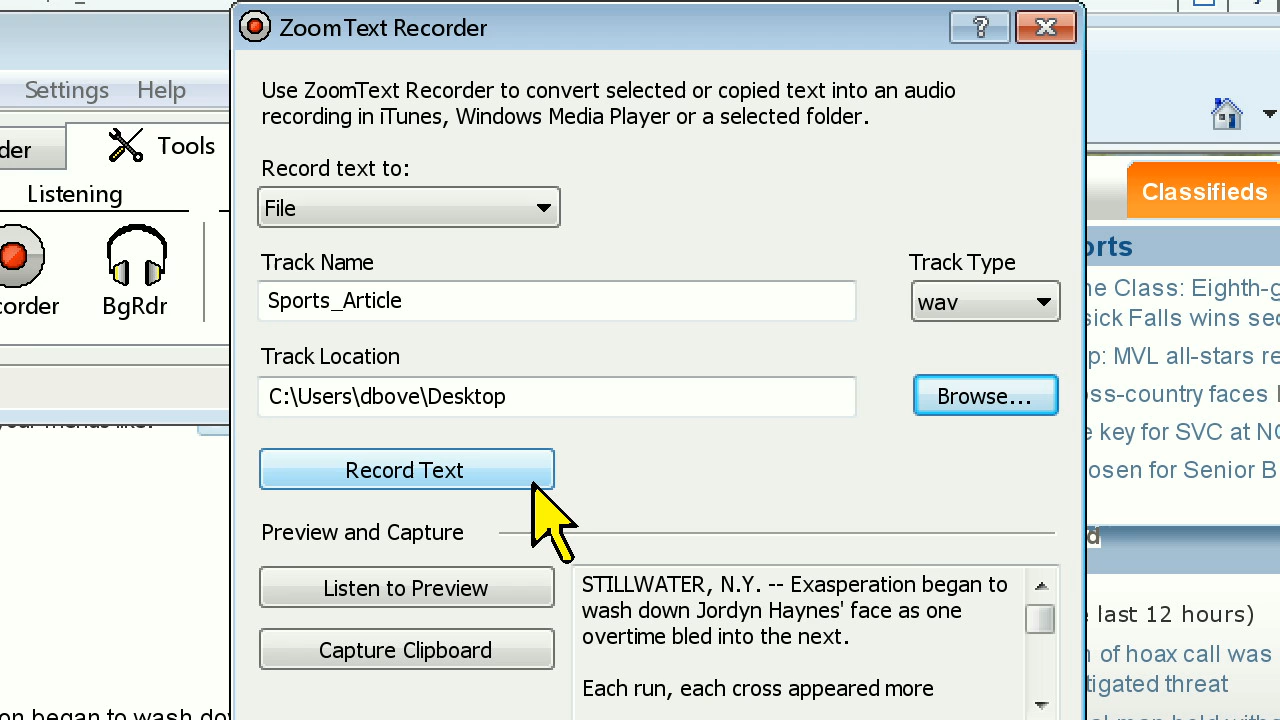 ZoomText Recorder
?
Use ZoomText Recorder to convert selected or copied text into an audio
recording in iTunes, Windows Media Player or a selected folder.
Settings Help
Tools
Listening
BgRdr
Record text to:
File
Track Name
Track Type
Sports_Article
wav
Track Location
C:\Users\dbove\Desktop
Browse...
Record Text
Preview and Capture
Listen to Preview
Capture Clipboard
STILLWATER, N.Y. -- Exasperation began to
wash down Jordyn Haynes' face as one
overtime bled into the next.
Each run, each cross appeared more
Classifieds
orts
Class: Eighth-g
sick Falls wins sec
p: MVL all-stars re
oss-country faces
key for SVC at NC
osen for Senior B
d
last 12 hours)
of hoax call was
tigated threat
on began to wash dow